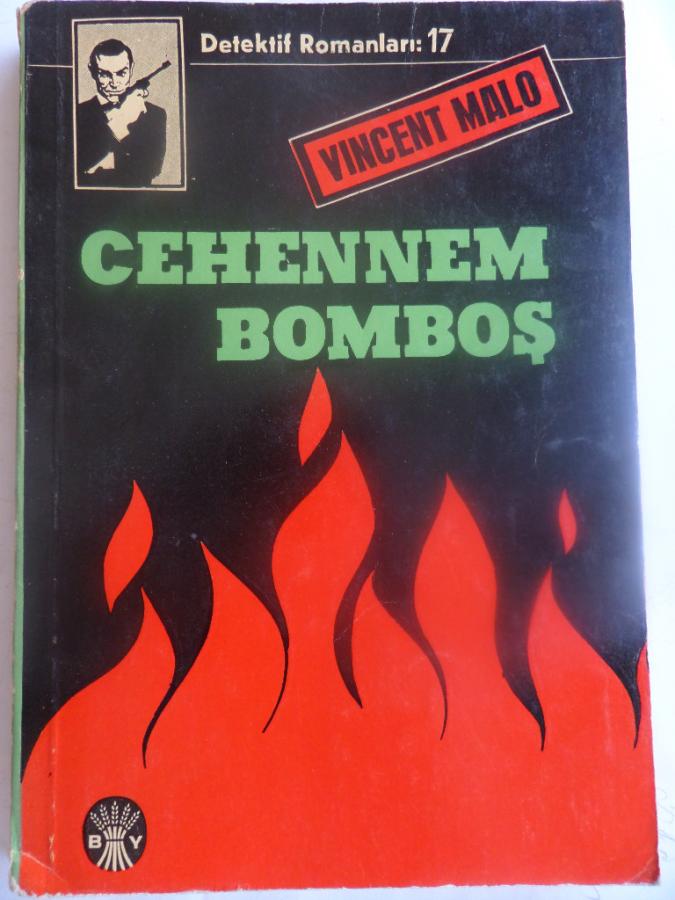 Detektif Romanları: 17
VINCENT MALO
CEHENNEM
BOMBOŞ
B Y